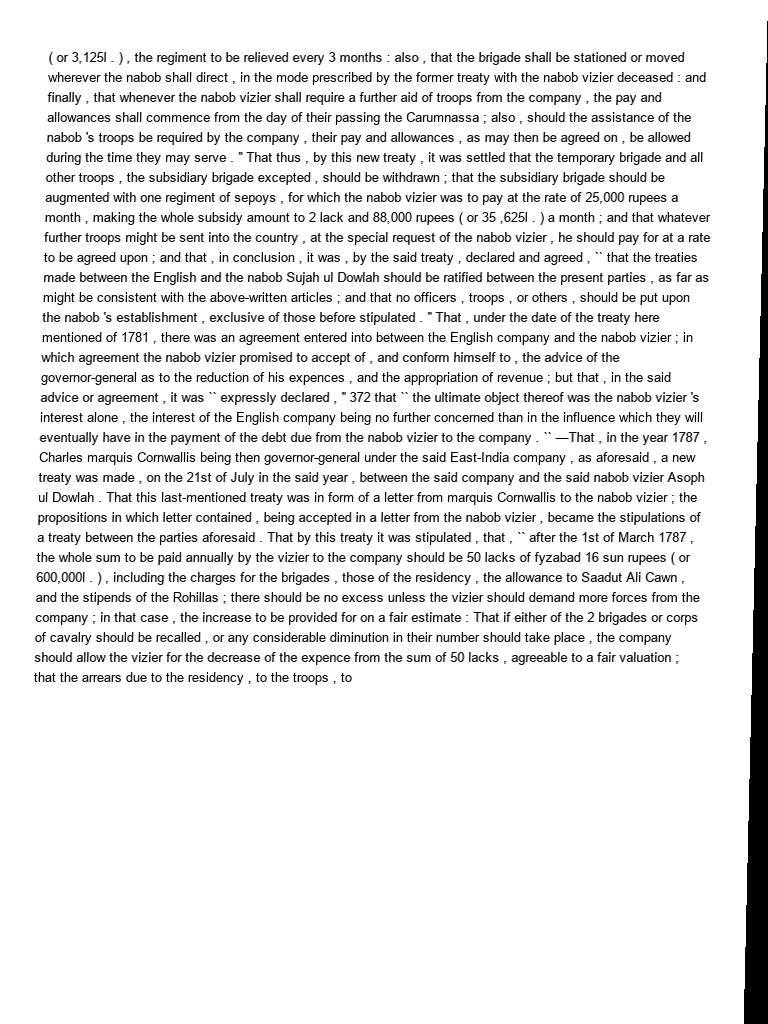 ( or 3,125l . ) , the regiment to be relieved every 3 months : also , that the brigade shall be stationed or moved
wherever the nabob shall direct , in the mode prescribed by the former treaty with the nabob vizier deceased : and
finally , that whenever the nabob vizier shall require a further aid of troops from the company , the pay and
allowances shall commence from the day of their passing the Carumnassa ; also , should the assistance of the
nabob 's troops be required by the company , their pay and allowances , as may then be agreed on , be allowed
during the time they may serve . " That thus , by this new treaty , it was settled that the temporary brigade and all
other troops , the subsidiary brigade excepted , should be withdrawn ; that the subsidiary brigade should be
augmented with one regiment of sepoys , for which the nabob vizier was to pay at the rate of 25,000 rupees a
month , making the whole subsidy amount to 2 lack and 88,000 rupees ( or 35 ,625l . ) a month ; and that whatever
further troops might be sent into the country , at the special request of the nabob vizier , he should pay for at a rate
to be agreed upon ; and that , in conclusion , it was , by the said treaty , declared and agreed , `` that the treaties
made between the English and the nabob Sujah ul Dowlah should be ratified between the present parties , as far as
might be consistent with the above-written articles ; and that no officers , troops , or others , should be put upon
the nabob 's establishment , exclusive of those before stipulated . " That , under the date of the treaty here
mentioned of 1781 , there was an agreement entered into between the English company and the nabob vizier ; in
which agreement the nabob vizier promised to accept of , and conform himself to , the advice of the
governor-general as to the reduction of his expences , and the appropriation of revenue ; but that , in the said
advice or agreement , it was `` expressly declared , " 372 that `` the ultimate object thereof was the nabob vizier 's
interest alone , the interest of the English company being no further concerned than in the influence which they will
eventually have in the payment of the debt due from the nabob vizier to the company . `` —That , in the year 1787 ,
Charles marquis Cornwallis being then governor-general under the said East-India company , as aforesaid , a new
treaty was made , on the 21st of July in the said year , between the said company and the said nabob vizier Asoph
ul Dowlah . That this last-mentioned treaty was in form of a letter from marquis Cornwallis to the nabob vizier ; the
propositions in which letter contained , being accepted in a letter from the nabob vizier , became the stipulations of
a treaty between the parties aforesaid . That by this treaty it was stipulated , that , `` after the 1st of March 1787 ,
the whole sum to be paid annually by the vizier to the company should be 50 lacks of fyzabad 16 sun rupees ( or
600,000l . ) , including the charges for the brigades , those of the residency , the allowance to Saadut Ali Cawn ,
and the stipends of the Rohillas ; there should be no excess unless the vizier should demand more forces from the
company ; in that case , the increase to be provided for on a fair estimate : That if either of the 2 brigades or corps
of cavalry should be recalled , or any considerable diminution in their number should take place , the company
should allow the vizier for the decrease of the expence from the sum of 50 lacks , agreeable to a fair valuation ;
that the arrears due to the residency , to the troops , to